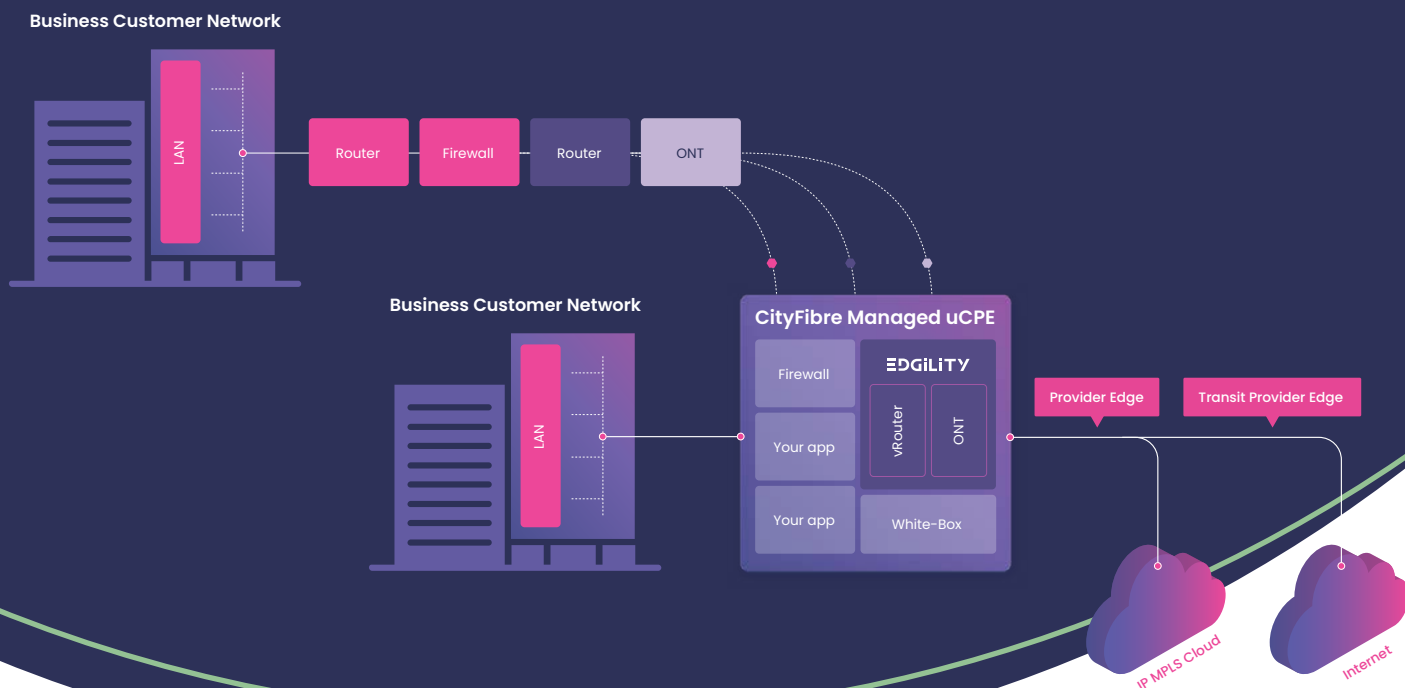 Business Customer Network
LAN
Router
Firewall
Router
ONT
Business Customer Network
LAN
CityFibre Managed uCPE
Firewall
Your app
Your app
EDGILITY
vRouter
ONT
White-Box
Provider Edge
Transit Provider Edge
IP MPLS Cloud
Internet